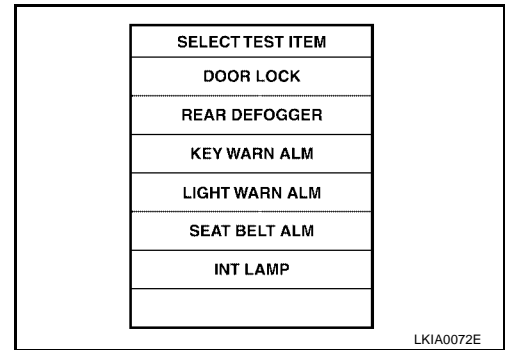 SELECT TEST ITEM
DOOR LOCK
REAR DEFOGGER
KEY WARN ALM
LIGHT WARN ALM
SEAT BELT ALM
INT LAMP
LKIA0072E